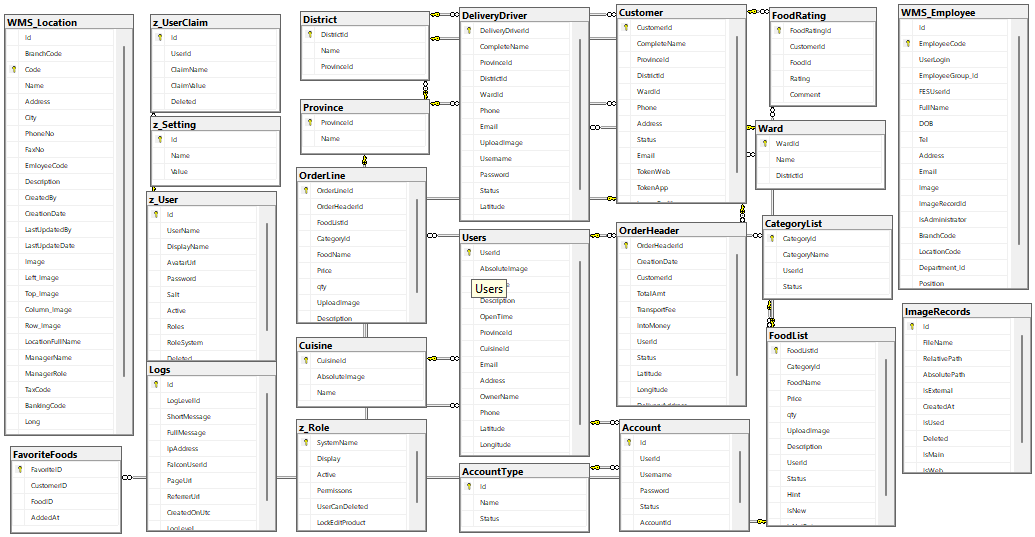 WMS_Location
Id
BranchCode
Code
Name
Address
City
PhoneNo
FaxNo
EmloyeeCode
Description
CreatedBy
CreationDate
LastUpdatedBy
LastUpdateDate
Image
Left_Image
Top_Image
Column_Image
Row_Image
LocationFullName
ManagerName
ManagerRole
TaxCode
BankingCode
Long
FavoriteFoods
FavoriteID
CustomerID
FoodID
AddedAt
z_UserClaim
Id
UserId
ClaimName
ClaimValue
Deleted
z_Setting
Id
Name
Value
z_User
Id
UserName
DisplayName
AvatarUrl
Password
Salt
Active
Roles
RoleSystem
Deleted
Logs
Id
LogLevelId
ShortMessage
FullMessage
IpAddress
FalconUserId
PageUrl
ReferrerUrl
CreatedOnUtc
LogLevel
District
DistrictId
Name
ProvinceId
Province
ProvinceId
Name
OrderLine
OrderLineId
OrderHeaderId
FoodListId
CategoryId
FoodName
Price
qty
UploadImage
Description
Cuisine
CuisineId
AbsoluteImage
Name
z_Role
SystemName
Display
Active
Permissons
UserCanDeleted
LockEditProduct
DeliveryDriver
DeliveryDriverId
CompleteName
ProvinceId
DistrictId
WardId
Phone
Email
UploadImage
Username
Password
Status
Latitude
Users
UserId
AbsoluteImage
Users
Description
OpenTime
ProvinceId
CuisineId
Email
Address
OwnerName
Phone
Latitude
Longitude
AccountType
Id
Name
Status
Customer
CustomerId
CompleteName
ProvinceId
DistrictId
WardId
Phone
Address
Status
Email
TokenWeb
TokenApp
OrderHeader
OrderHeaderId
CreationDate
CustomerId
TotalAmt
TransportFee
IntoMoney
UserId
Status
Latitude
Longitude
Account
Id
UserId
Username
Password
Status
AccountId
FoodRating
FoodRatingId
CustomerId
FoodId
Rating
Comment
Ward
WardId
Name
DistrictId
CategoryList
CategoryId
CategoryName
UserId
Status
FoodList
FoodListId
CategoryId
FoodName
Price
qty
UploadImage
Description
UserId
Status
Hint
IsNew
WMS_Employee
Id
EmployeeCode
UserLogin
EmployeeGroup_Id
FESUserId
FullName
DOB
Tel
Address
Email
Image
ImageRecordId
IsAdministrator
BranchCode
LocationCode
Department_Id
Position
ImageRecords
Id
FileName
RelativePath
AbsolutePath
IsExternal
CreatedAt
IsUsed
Deleted
IsMain
IsWeb